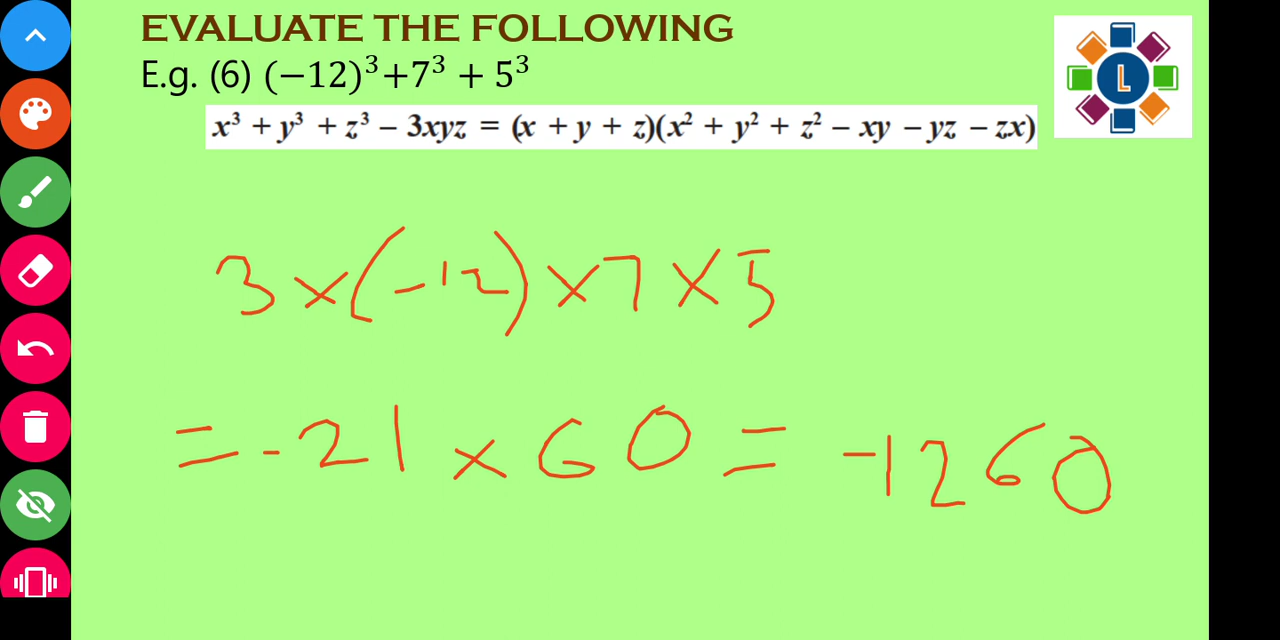 EVALUATE THE FOLLOWING
E.g. (6) (−12)³+7³ + 5³
x³ + y³ + z³ – 3xyz = (x + y + z)(x² + y² + z² – xy – yz – zx)
L
3 × (-12) × 7 × 5
= -21 × 60 = -1260